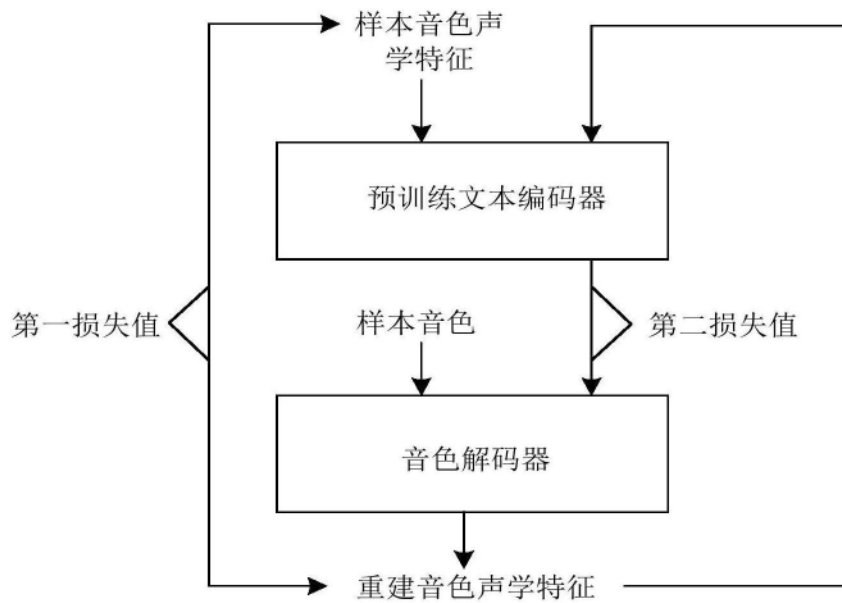 样本音色声
学特征
预训练文本编码器
第一损失值
样本音色
第二损失值
音色解码器
重建音色声学特征